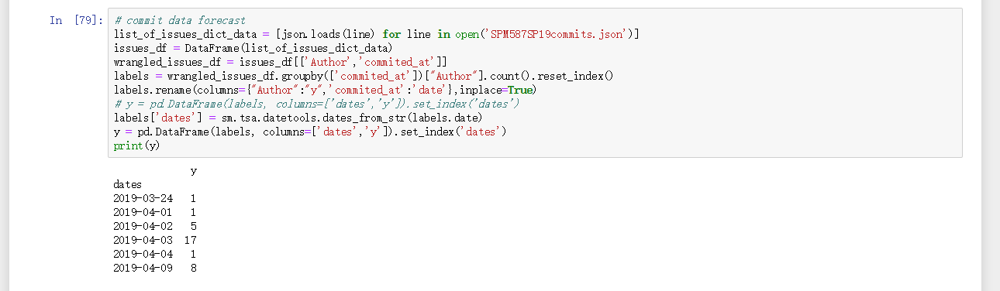 In [79]: # commit data forecast
list_of_issues_dict_data = [json.loads(line) for line in open('SPM587SP19commits.json')]
issues_df = DataFrame(list_of_issues_dict_data)
wrangled_issues_df = issues_df[['Author','commited_at']]
labels = wrangled_issues_df.groupby(['commited_at'])["Author"].count().reset_index()
labels.rename(columns={"Author":"y",'commited_at':'date'},inplace=True)
# y = pd.DataFrame(labels, columns=['dates','y']).set_index('dates')
labels['dates'] = sm.tsa.datetools.dates_from_str(labels.date)
y = pd.DataFrame(labels, columns=['dates','y']).set_index('dates')
print(y)
y
dates
2019-03-24 1
2019-04-01 1
2019-04-02 5
2019-04-03 17
2019-04-04 1
2019-04-09 8